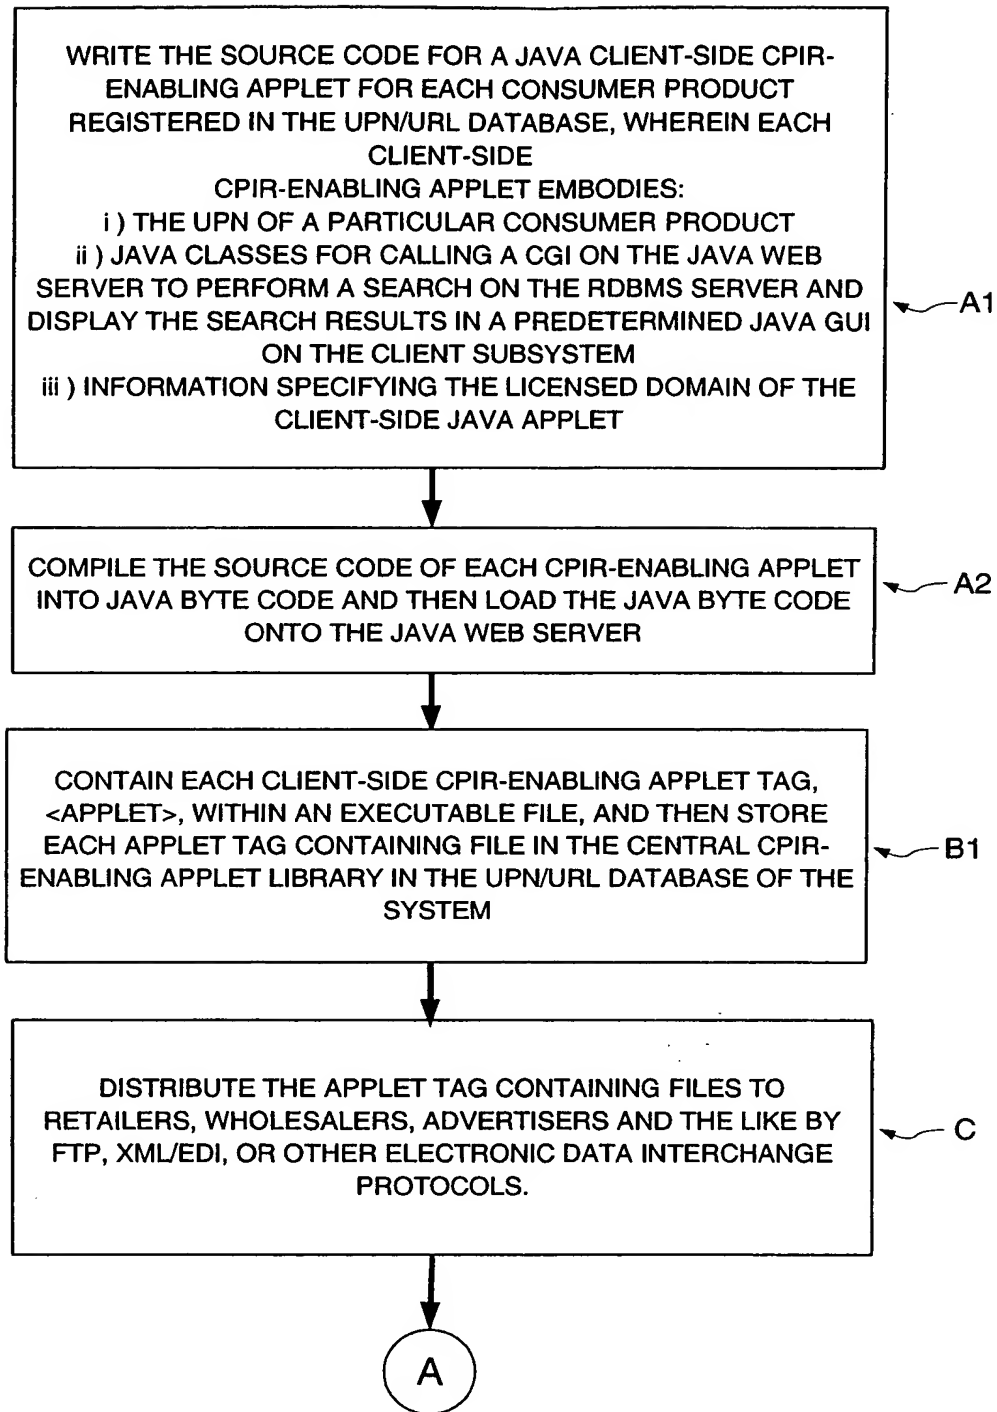 WRITE THE SOURCE CODE FOR A JAVA CLIENT-SIDE CPIR-
ENABLING APPLET FOR EACH CONSUMER PRODUCT
REGISTERED IN THE UPN/URL DATABASE, WHEREIN EACH
CLIENT-SIDE
CPIR-ENABLING APPLET EMBODIES:
i ) THE UPN OF A PARTICULAR CONSUMER PRODUCT
ii ) JAVA CLASSES FOR CALLING A CGI ON THE JAVA WEB
SERVER TO PERFORM A SEARCH ON THE RDBMS SERVER AND
DISPLAY THE SEARCH RESULTS IN A PREDETERMINED JAVA GUI
ON THE CLIENT SUBSYSTEM
iii ) INFORMATION SPECIFYING THE LICENSED DOMAIN OF THE
CLIENT-SIDE JAVA APPLET
A1
COMPILE THE SOURCE CODE OF EACH CPIR-ENABLING APPLET
INTO JAVA BYTE CODE AND THEN LOAD THE JAVA BYTE CODE
ONTO THE JAVA WEB SERVER
A2
CONTAIN EACH CLIENT-SIDE CPIR-ENABLING APPLET TAG,
<APPLET>, WITHIN AN EXECUTABLE FILE, AND THEN STORE
EACH APPLET TAG CONTAINING FILE IN THE CENTRAL CPIR-
ENABLING APPLET LIBRARY IN THE UPN/URL DATABASE OF THE
SYSTEM
B1
DISTRIBUTE THE APPLET TAG CONTAINING FILES TO
RETAILERS, WHOLESALERS, ADVERTISERS AND THE LIKE BY
FTP, XML/EDI, OR OTHER ELECTRONIC DATA INTERCHANGE
PROTOCOLS.
C
A